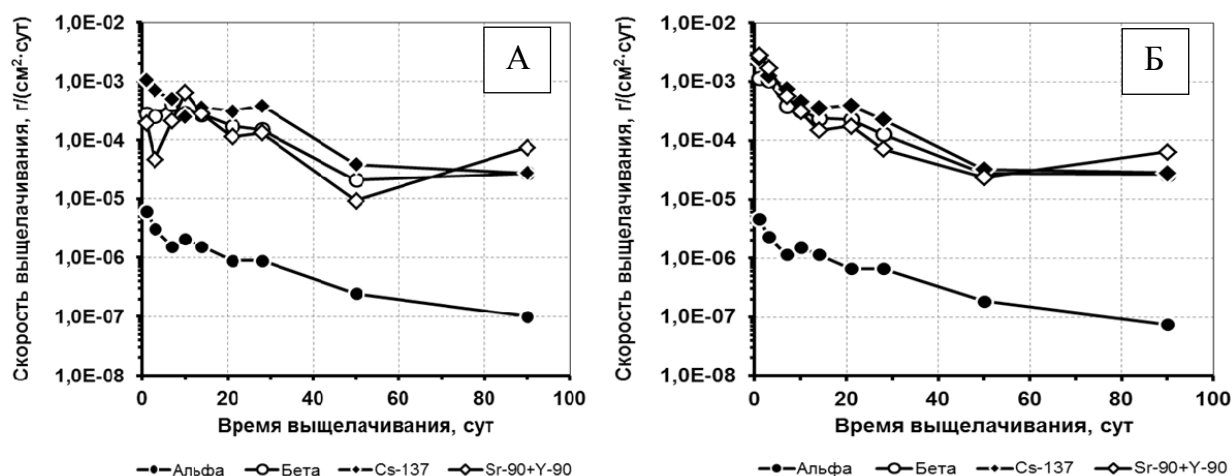 А
Скорость выщелачивания, г/(см²·сут)
1,0E-02
1,0E-03
1,0E-04
1,0E-05
1,0E-06
1,0E-07
1,0E-08
0 20 40 60 80 100
Время выщелачивания, сут
Альфа Бета Cs-137 Sr-90+Y-90
Б
Скорость выщелачивания, г/(см²·сут)
1,0E-02
1,0E-03
1,0E-04
1,0E-05
1,0E-06
1,0E-07
1,0E-08
0 20 40 60 80 100
Время выщелачивания, сут
Альфа Бета Cs-137 Sr-90+Y-90